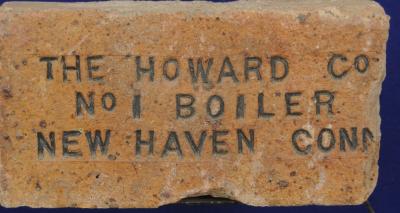 THE HOWARD CO
No 1 BOILER
NEW HAVEN CONN